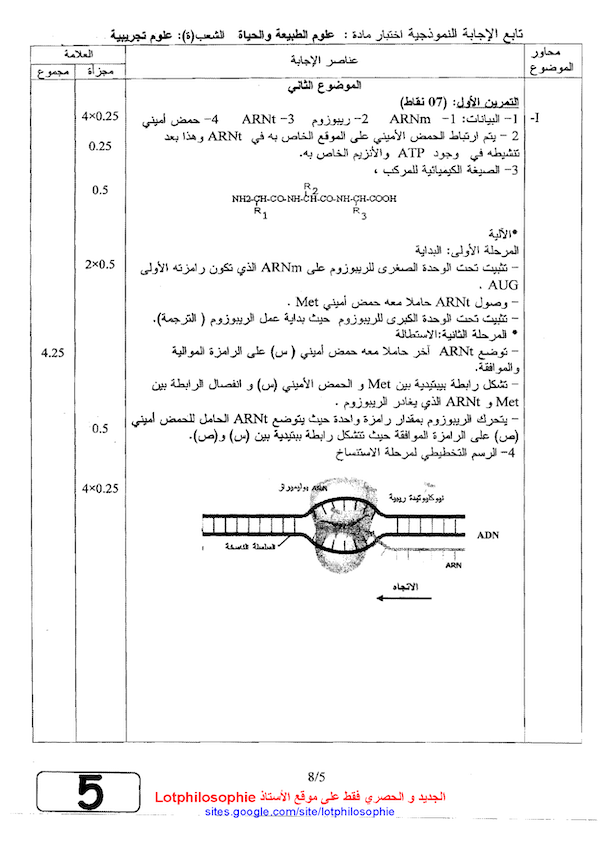 تابع الإجابة للنموذجية اختبار مادة : علوم الطبيعة والحياة الشعب(ة): علوم تجريبية
محاور الموضوع
عناصر الإجابة
العلامة
مجزأة
مجموع
الموضوع الثاني
التمرين الأول: (07 نقاط)
I-
1- البيانات: 1- ARNm 2- ريبوزوم 3- ARNt 4- حمض أميني
4×0.25
2 - يتم ارتباط الحمض الأميني على الموقع الخاص به في ARNt وهذا بعد
0.25
تنشيطه في وجود ATP والأنزيم الخاص به.
3- الصيغة الكيميائية للمركب ،
0.5
R2
NH2-CH-CO-NH-CH-CO-NH-CH-COOH
R1 R3
*الآلية
المرحلة الأولى: البداية
- تثبيت تحت الوحدة الصغرى للريبوزوم على ARNm الذي تكون رامزته الأولى
2×0.5
AUG .
- وصول ARNt حاملا معه حمض أميني Met .
- تثبيت تحت الوحدة الكبرى للريبوزوم حيث بداية عمل الريبوزوم ( الترجمة).
* المرحلة الثانية:الاستطالة
- توضع ARNt آخر حاملا معه حمض أميني ( س) على الرامزة الموالية
4.25
والموافقة.
- تشكل رابطة بيبتيدية بين Met و الحمض الأميني (س) و انفصال الرابطة بين
Met و ARNt الذي يغادر الريبوزوم .
- يتحرك الريبوزوم بمقدار رامزة واحدة حيث يتوضع ARNt الحامل للحمض أميني
0.5
(ص) على الرامزة الموافقة حيث تتشكل رابطة ببتيدية بين (س) و(ص).
4- الرسم التخطيطي لمرحلة الاستنساخ
4×0.25
ARN بوليميراز
نيوكليوتيدة ريبية
ADN
السلسلة الناسخة
ARN
الاتجاه
8/5
5
الجديد و الحصري فقط على موقع الأستاذ Lotphilosophie
sites.google.com/site/lotphilosophie